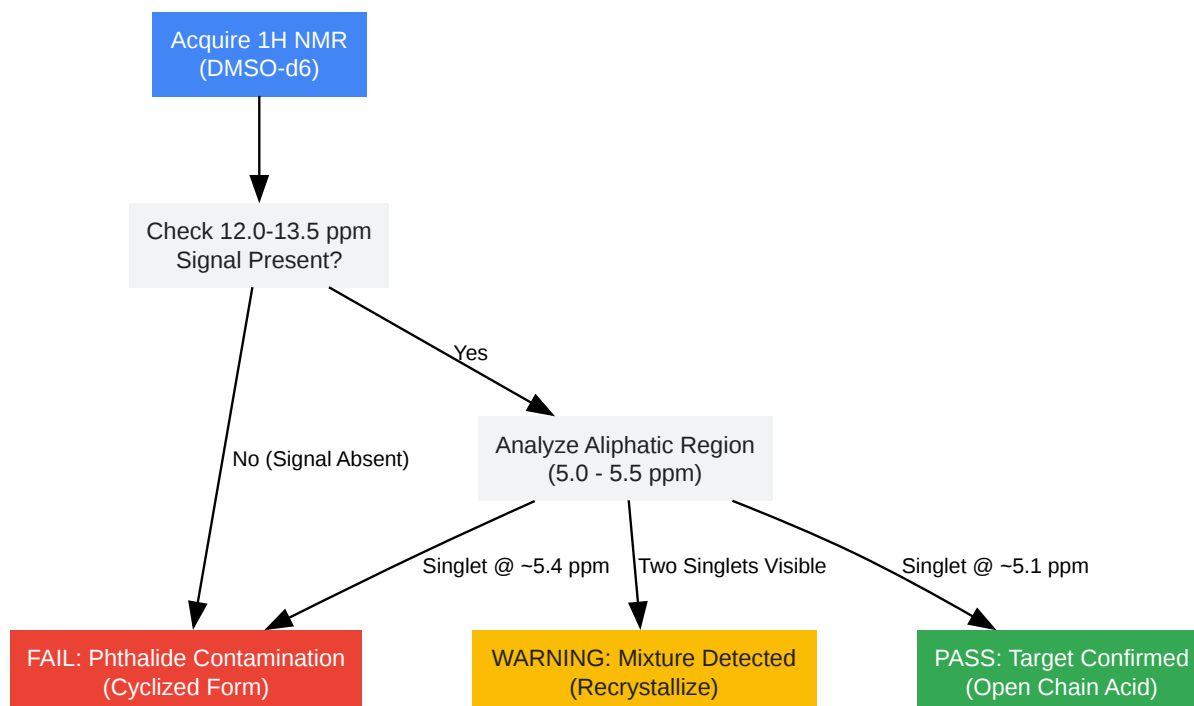 Acquire 1H NMR
(DMSO-d6)
Check 12.0-13.5 ppm
Signal Present?
Yes
Analyze Aliphatic Region
(5.0 - 5.5 ppm)
No (Signal Absent)
Singlet @ ~5.4 ppm
Two Singlets Visible
Singlet @ ~5.1 ppm
FAIL: Phthalide Contamination
(Cyclized Form)
WARNING: Mixture Detected
(Recrystallize)
PASS: Target Confirmed
(Open Chain Acid)